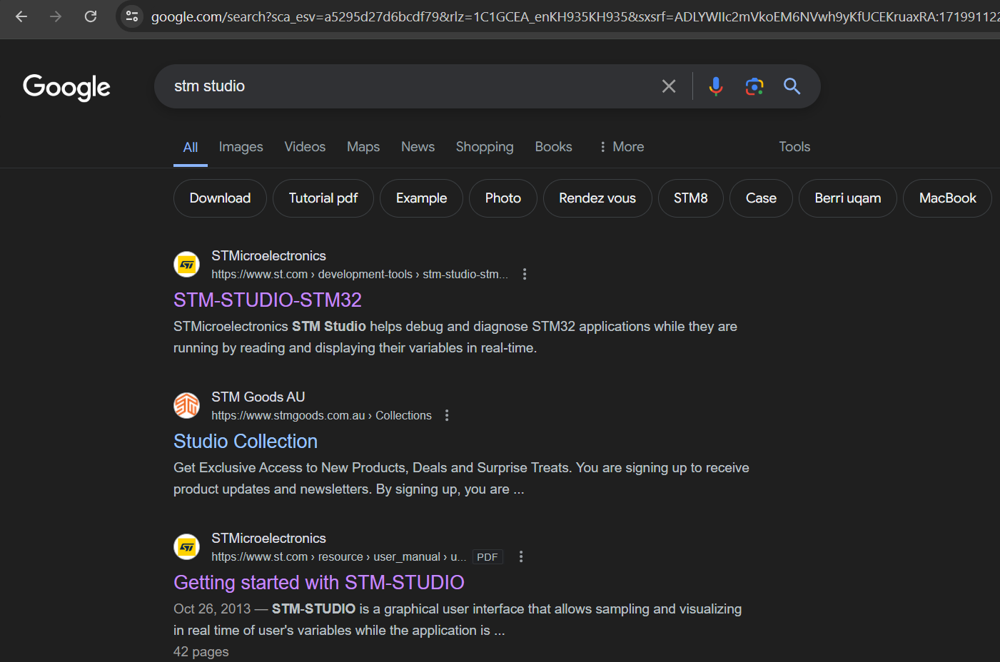 google.com/search?sca_esv=a5295d27d6bcdf79&rlz=1C1GCEA_enKH935KH935&sxsrf=ADLYWIIc2mVkoEM6NVwh9yKfUCEKruaxRA:171991122
Google
stm studio
All Images Videos Maps News Shopping Books More Tools
Download Tutorial pdf Example Photo Rendez vous STM8 Case Berri uqam MacBook
STMicroelectronics
https://www.st.com › development-tools › stm-studio-stm...
STM-STUDIO-STM32
STMicroelectronics STM Studio helps debug and diagnose STM32 applications while they are
running by reading and displaying their variables in real-time.
STM Goods AU
https://www.stmgoods.com.au › Collections
Studio Collection
Get Exclusive Access to New Products, Deals and Surprise Treats. You are signing up to receive
product updates and newsletters. By signing up, you are ...
STMicroelectronics
https://www.st.com › resource › user_manual › u... PDF
Getting started with STM-STUDIO
Oct 26, 2013 — STM-STUDIO is a graphical user interface that allows sampling and visualizing
in real time of user's variables while the application is ...
42 pages